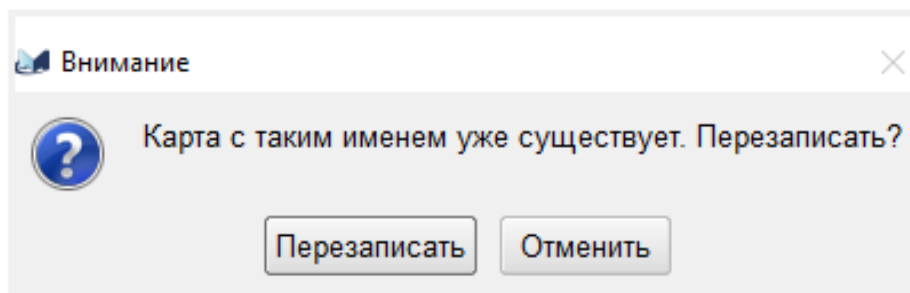 Внимание
Карта с таким именем уже существует. Перезаписать?
Перезаписать Отменить